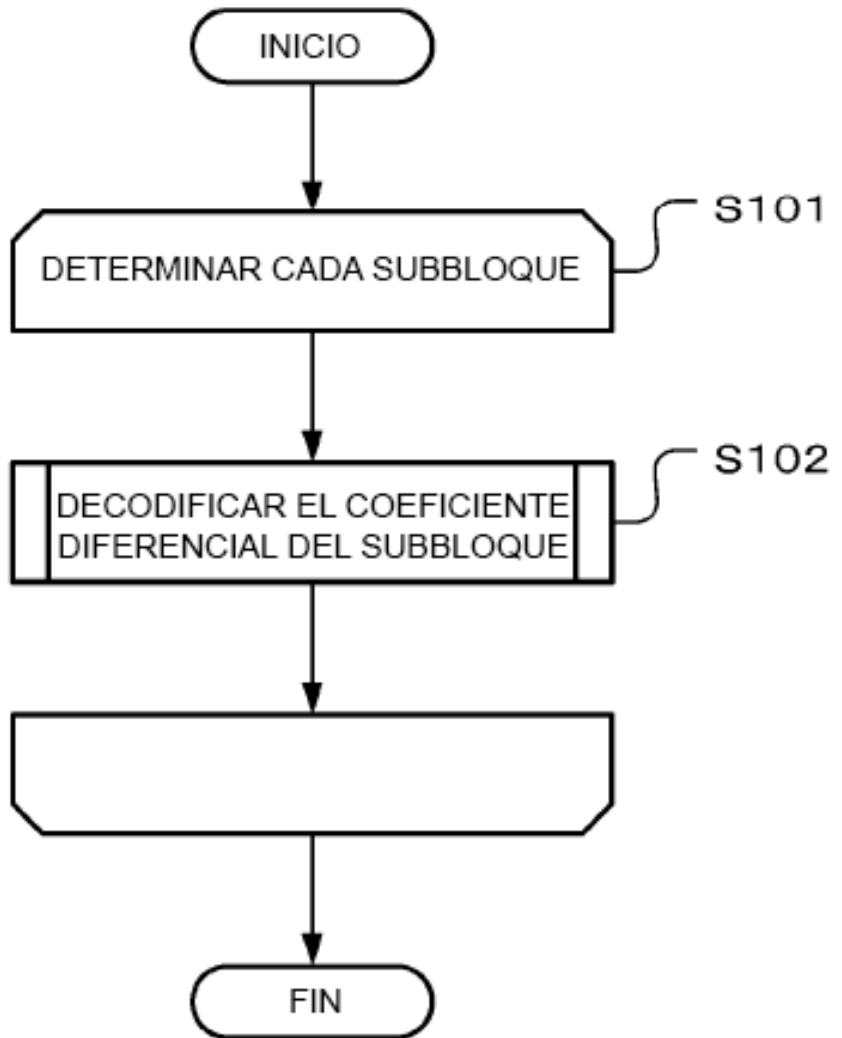 INICIO
DETERMINAR CADA SUBBLOQUE
S101
DECODIFICAR EL COEFICIENTE
DIFERENCIAL DEL SUBBLOQUE
S102
FIN